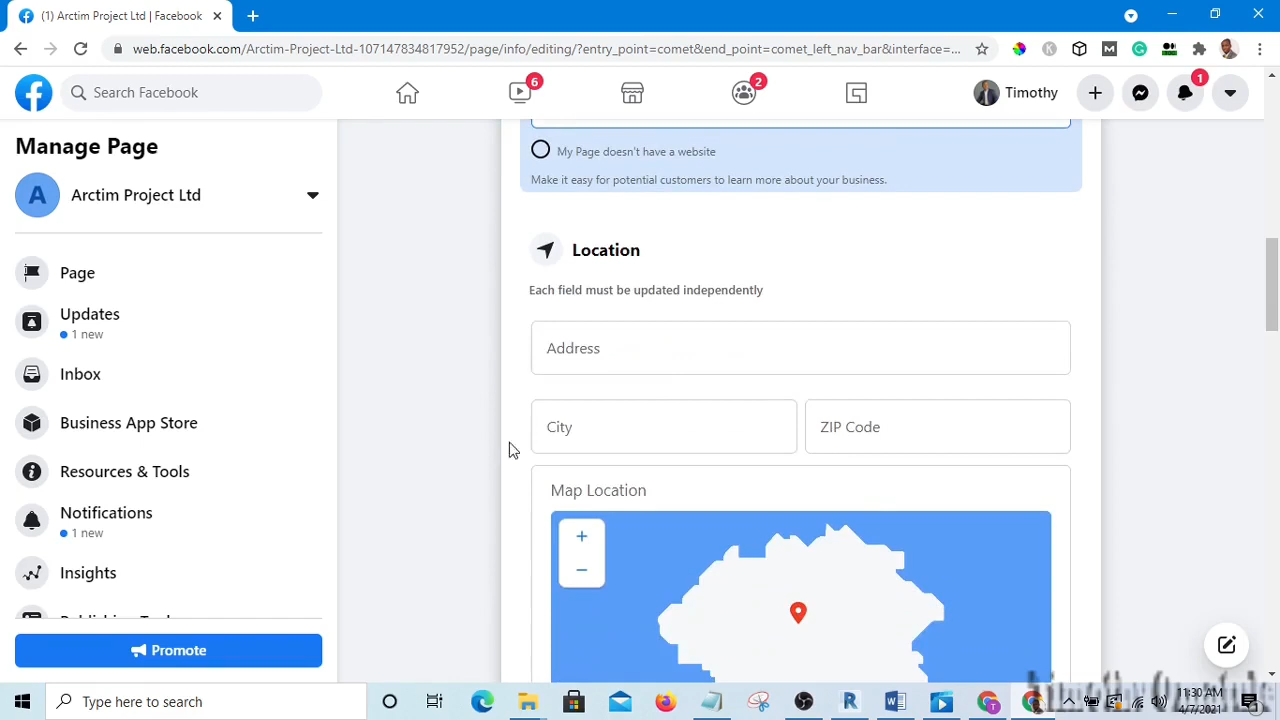 (1) Arctim Project Ltd | Facebook
web.facebook.com/Arctim-Project-Ltd-107147834817952/page/info/editing/?entry_point=comet&end_point=comet_left_nav_bar&interface=...
Search Facebook
6
2
Timothy
1
Manage Page
A
Arctim Project Ltd
Page
Updates
1 new
Inbox
Business App Store
Resources & Tools
Notifications
1 new
Insights
Promote
My Page doesn't have a website
Make it easy for potential customers to learn more about your business.
Location
Each field must be updated independently
Address
City
ZIP Code
Map Location
+
−
Type here to search
11:30 AM
4/7/2021